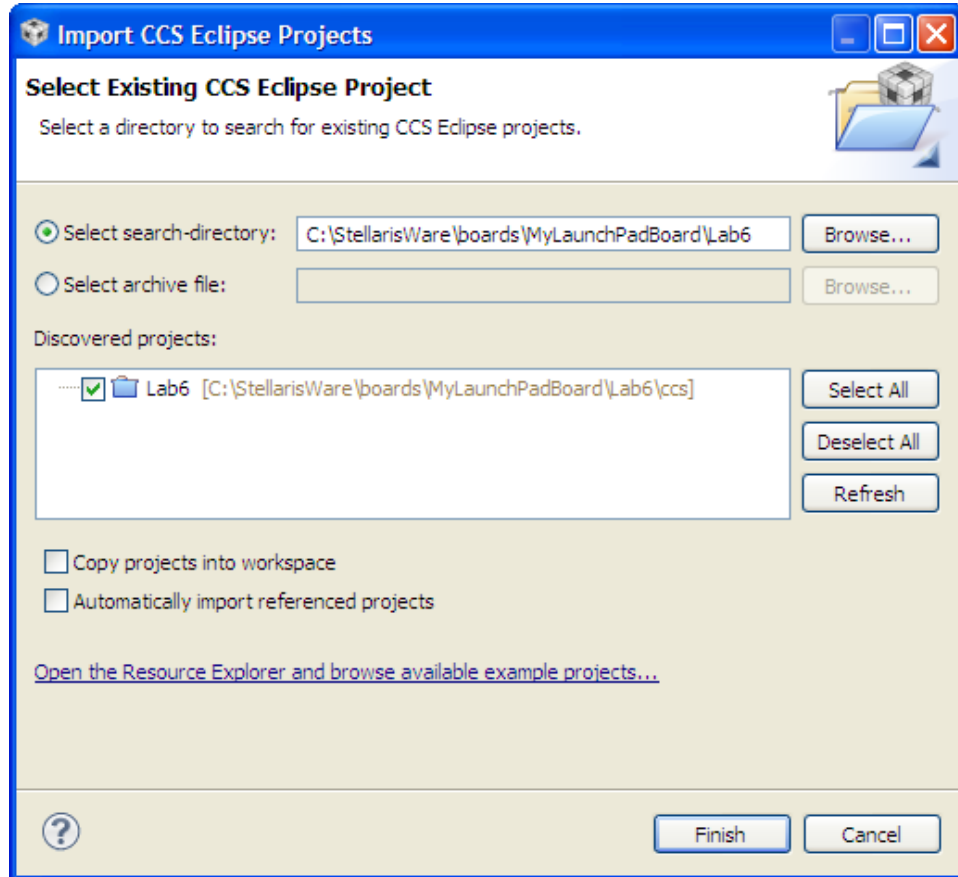 Import CCS Eclipse Projects
Select Existing CCS Eclipse Project
Select a directory to search for existing CCS Eclipse projects.
Select search-directory: C:\StellarisWare\boards\MyLaunchPadBoard\Lab6 Browse...
Select archive file: Browse...
Discovered projects:
Lab6 [C:\StellarisWare\boards\MyLaunchPadBoard\Lab6\ccs] Select All
Deselect All
Refresh
Copy projects into workspace
Automatically import referenced projects
Open the Resource Explorer and browse available example projects...
? Finish Cancel